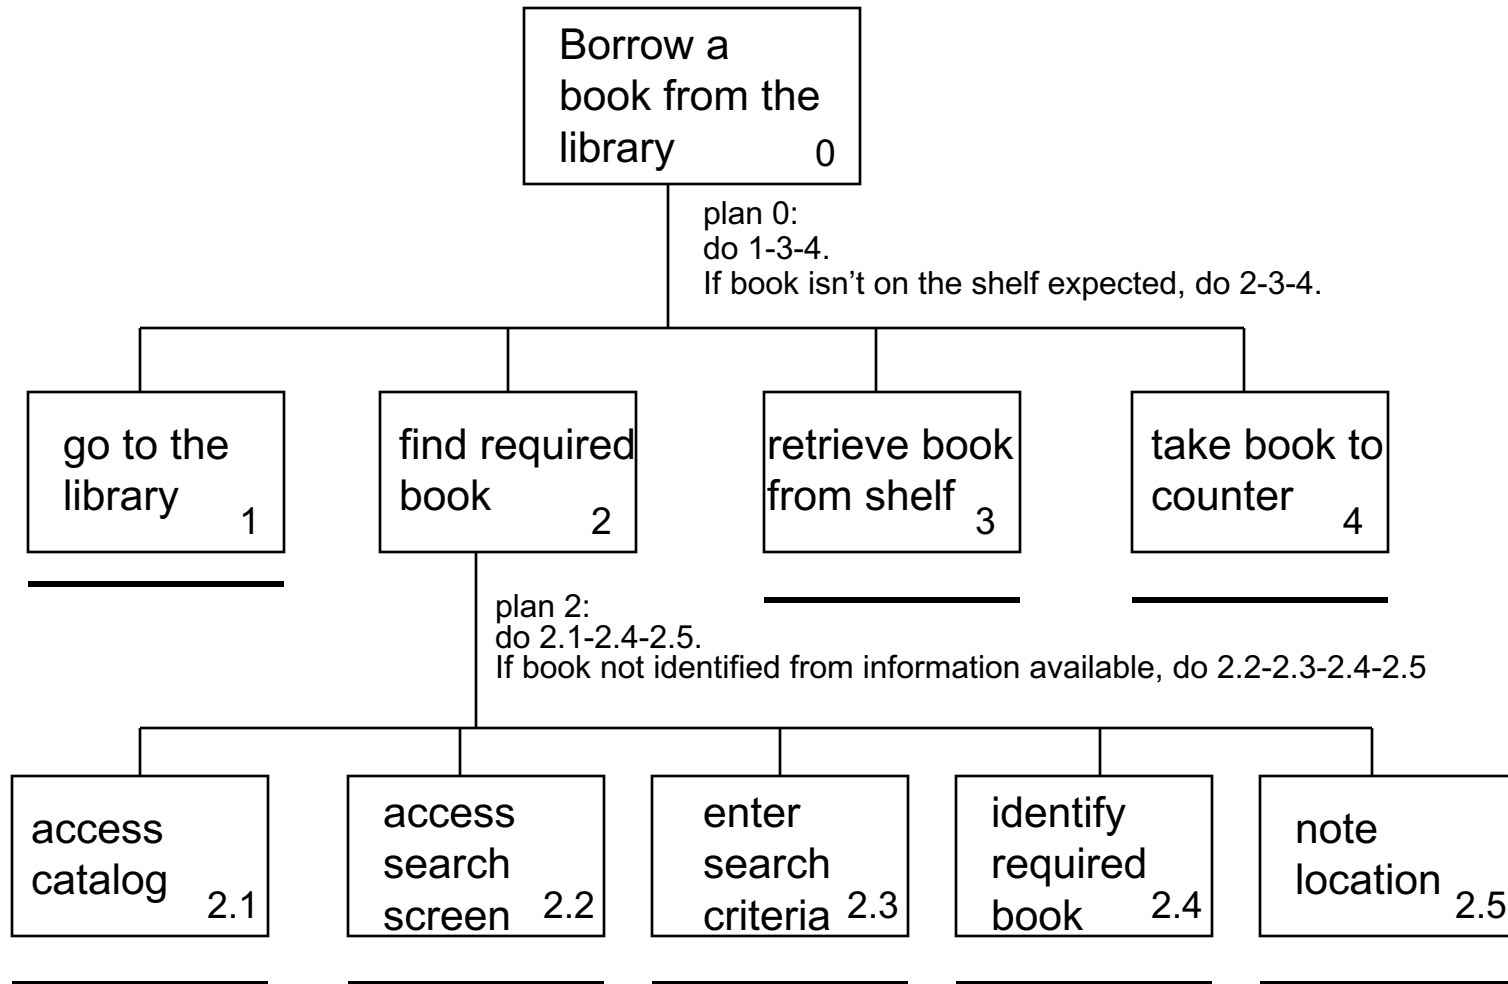 Borrow a
book from the
library 0
plan 0:
do 1-3-4.
If book isn’t on the shelf expected, do 2-3-4.
go to the
library 1
find required
book 2
retrieve book
from shelf 3
take book to
counter 4
plan 2:
do 2.1-2.4-2.5.
If book not identified from information available, do 2.2-2.3-2.4-2.5
access
catalog 2.1
access
search
screen 2.2
enter
search
criteria 2.3
identify
required
book 2.4
note
location 2.5